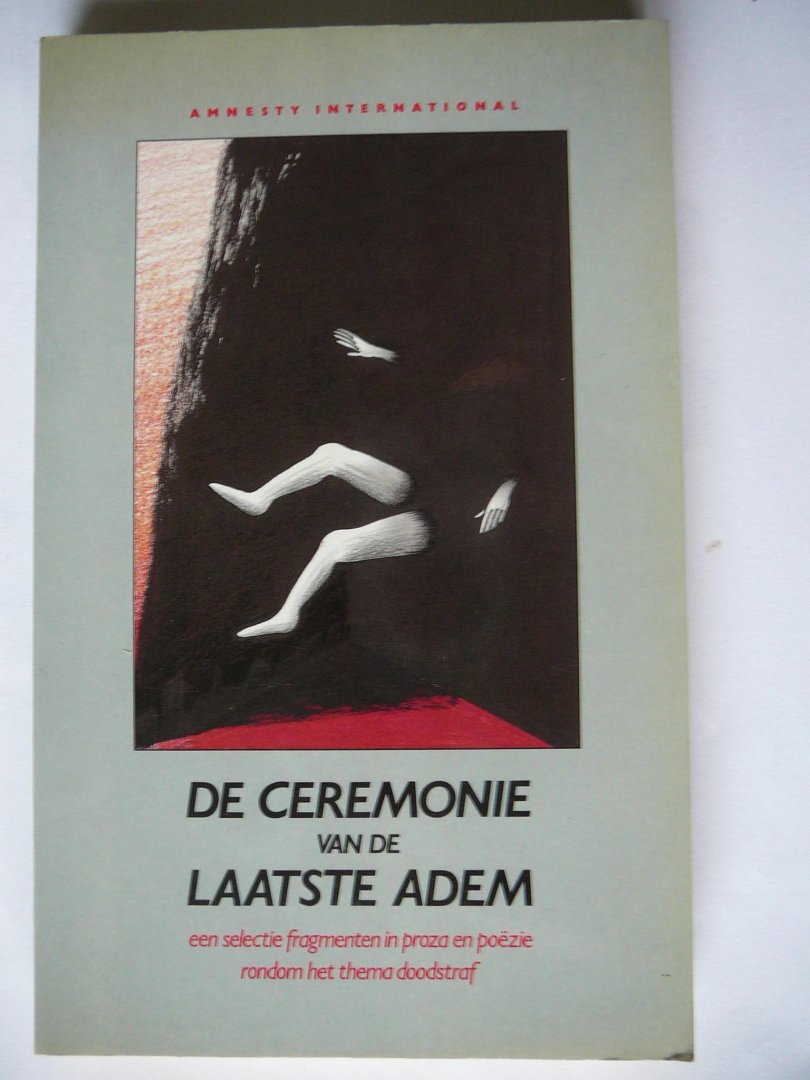 AMNESTY INTERNATIONAL
DE CEREMONIE
VAN DE
LAATSTE ADEM
een selectie fragmenten in proza en poëzie
rondom het thema doodstraf